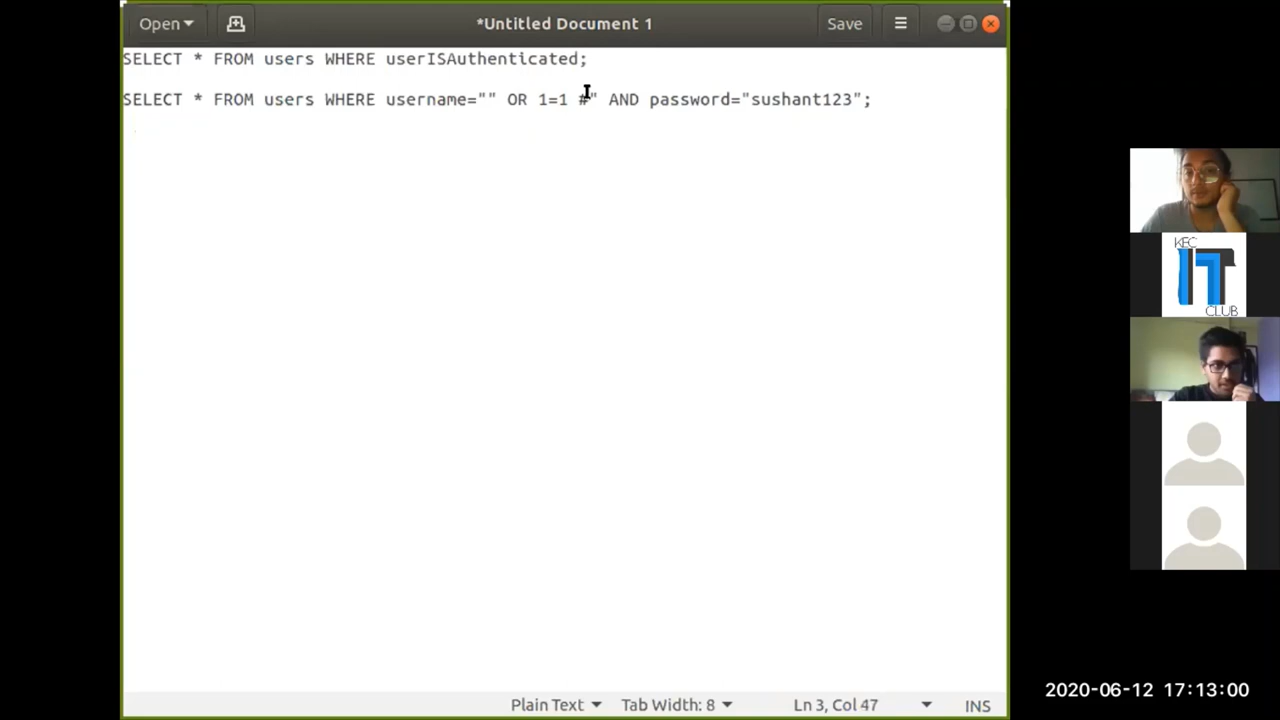 Open
*Untitled Document 1
Save
SELECT * FROM users WHERE userISAuthenticated;
SELECT * FROM users WHERE username="" OR 1=1 #" AND password="sushant123";
KEC
IT
CLUB
2020-06-12 17:13:00
Plain Text
Tab Width: 8
Ln 3, Col 47
INS